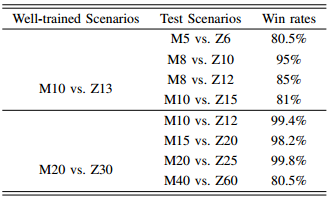 Well-trained Scenarios Test Scenarios Win rates
M5 vs. Z6 80.5%
M8 vs. Z10 95%
M8 vs. Z12 85%
M10 vs. Z13
M10 vs. Z15 81%
M10 vs. Z12 99.4%
M15 vs. Z20 98.2%
M20 vs. Z30
M20 vs. Z25 99.8%
M40 vs. Z60 80.5%